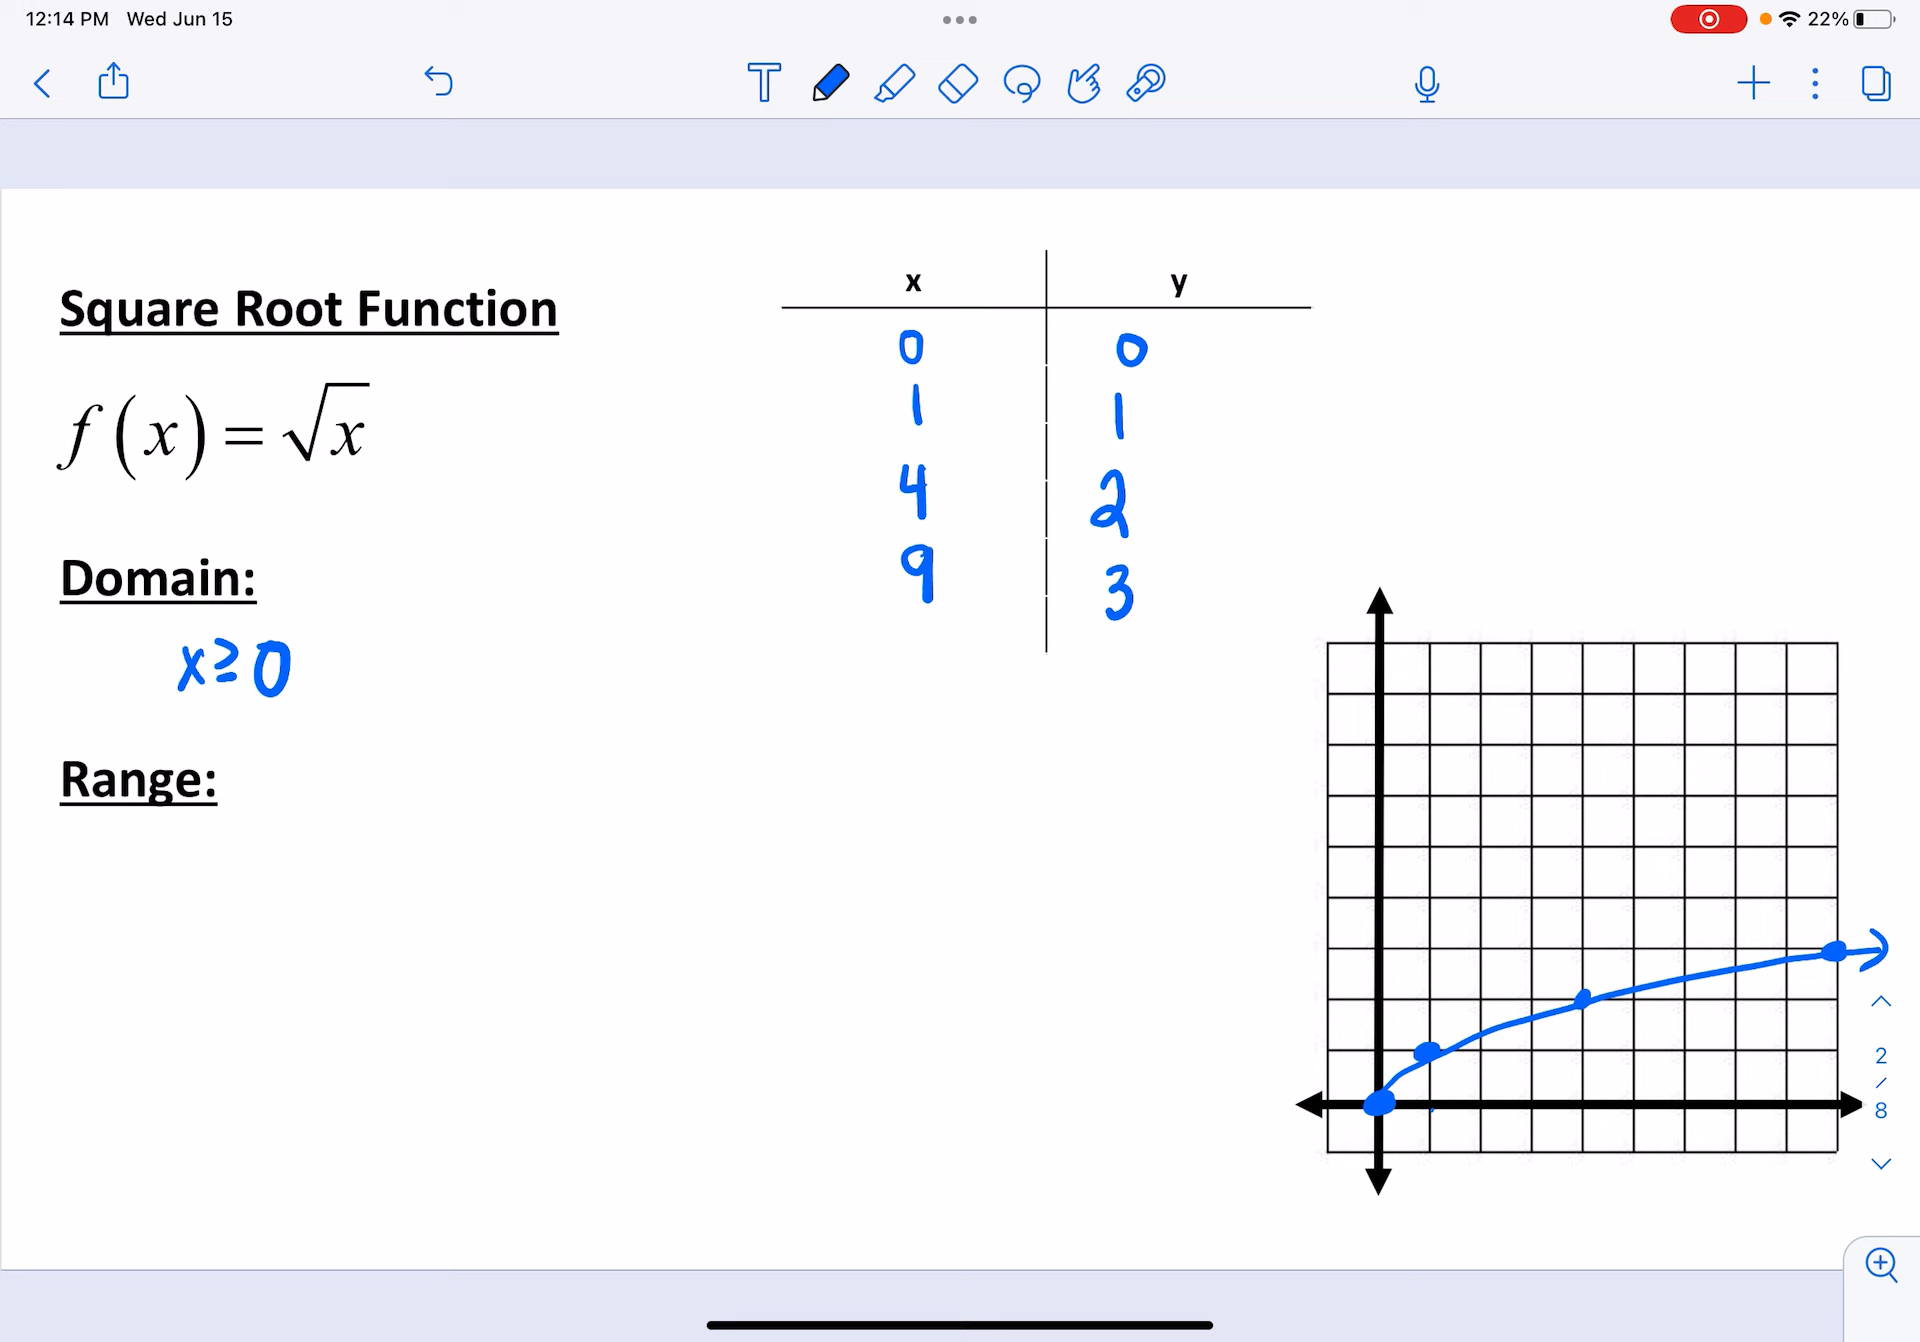 12:14 PM Wed Jun 15
22%
T
x y
Square Root Function
0 0
f(x) = √x
1 1
4 2
Domain:
9 3
x ≥ 0
Range:
2
/
8